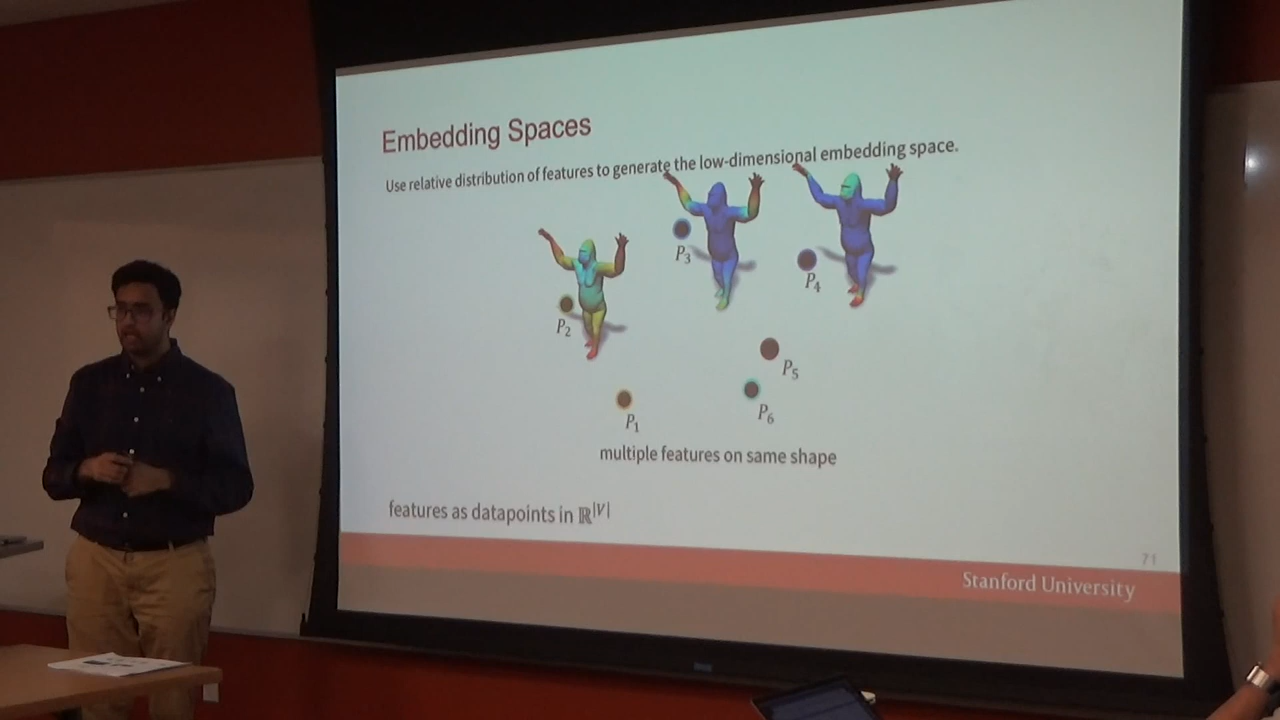 Embedding Spaces
Use relative distribution of features to generate the low-dimensional embedding space.
P₃
P₄
P₂
P₅
P₁
P₆
multiple features on same shape
features as datapoints in ℝ|V|
71
Stanford University